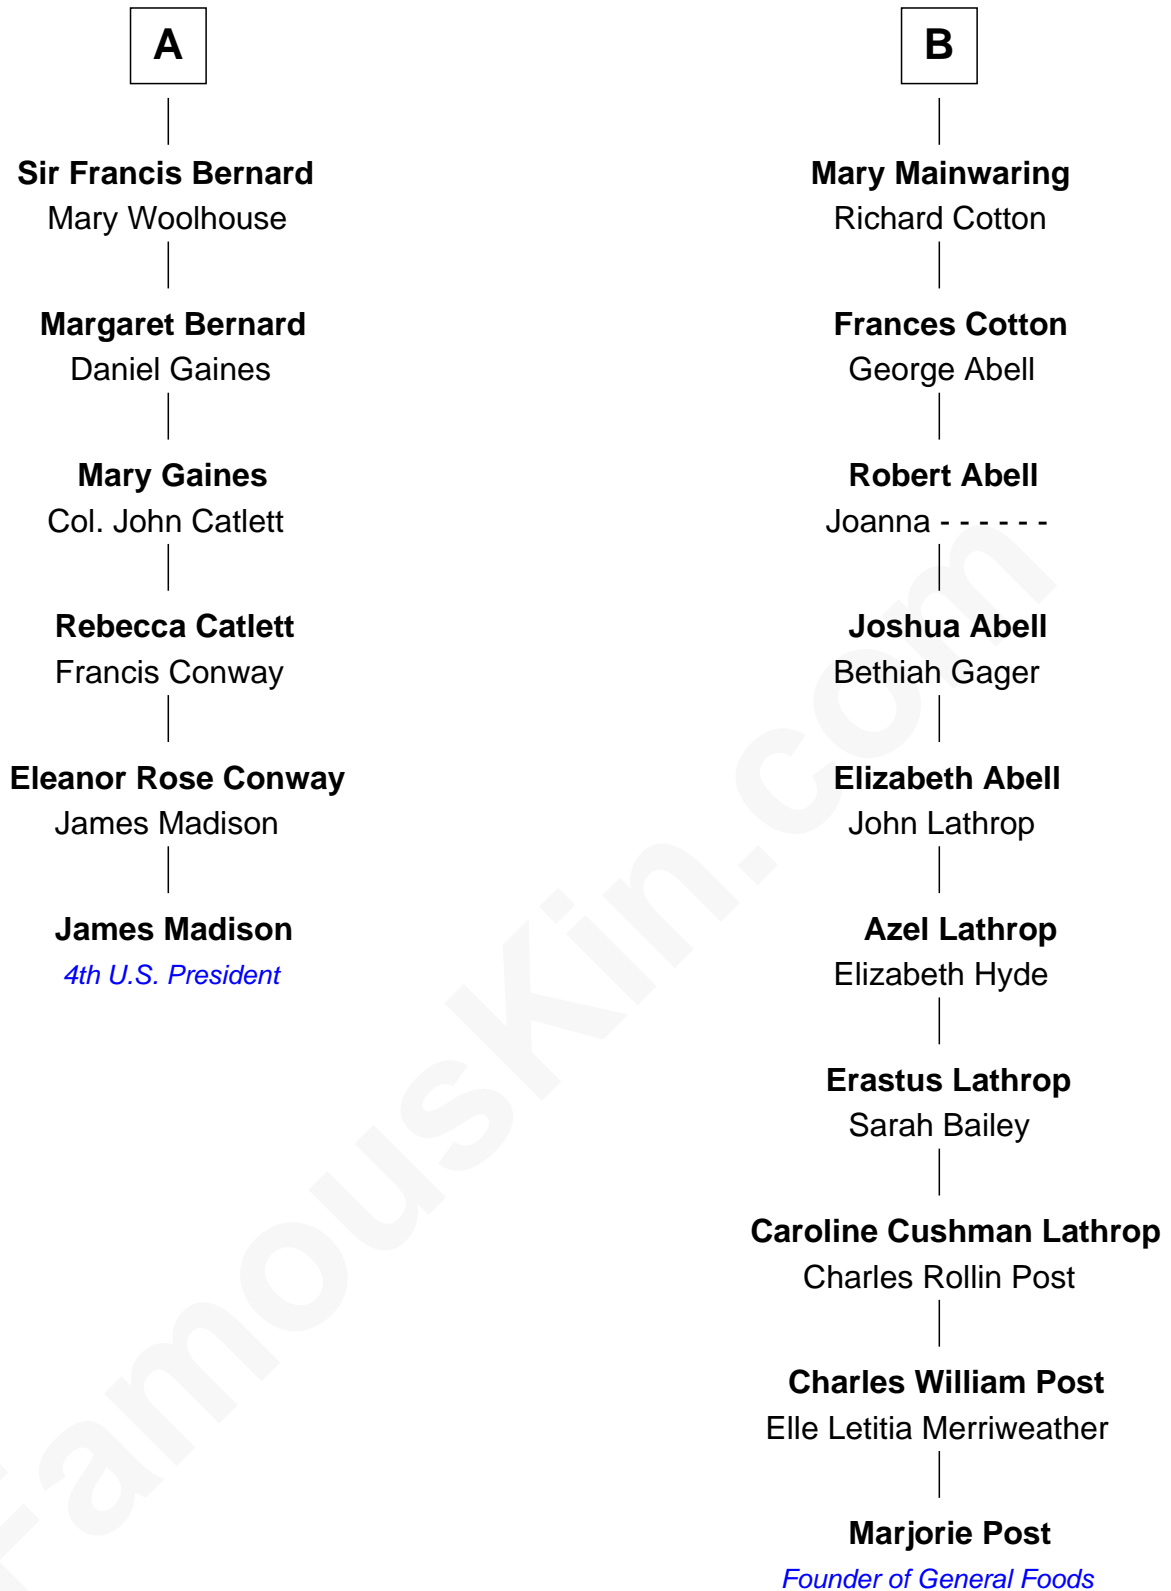 A
Sir Francis Bernard
Mary Woolhouse
Margaret Bernard
Daniel Gaines
Mary Gaines
Col. John Catlett
Rebecca Catlett
Francis Conway
Eleanor Rose Conway
James Madison
James Madison
4th U.S. President
B
Mary Mainwaring
Richard Cotton
Frances Cotton
George Abell
Robert Abell
Joanna - - - - - -
Joshua Abell
Bethiah Gager
Elizabeth Abell
John Lathrop
Azel Lathrop
Elizabeth Hyde
Erastus Lathrop
Sarah Bailey
Caroline Cushman Lathrop
Charles Rollin Post
Charles William Post
Elle Letitia Merriweather
Marjorie Post
Founder of General Foods
FamousKin.com